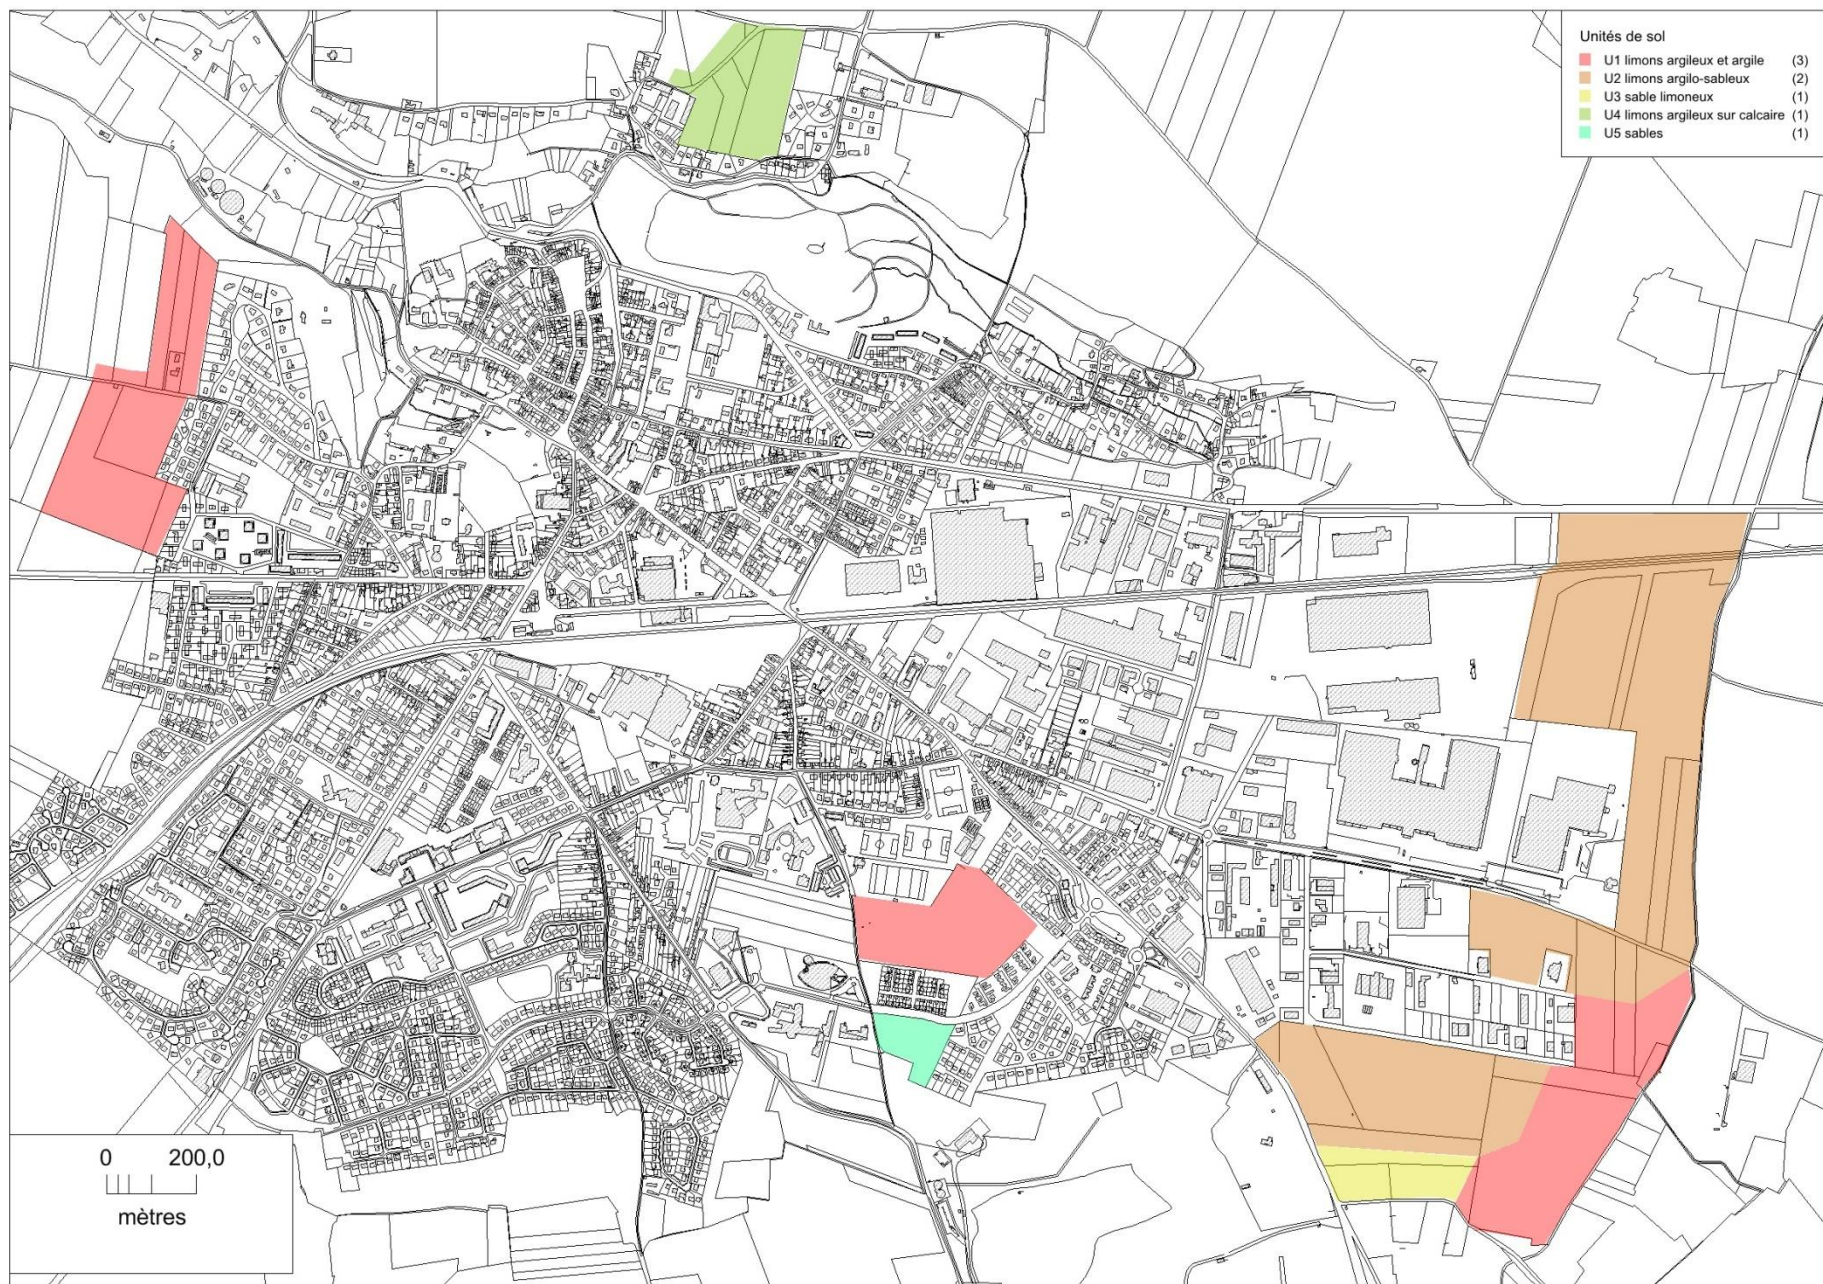 Unités de sol
U1 limons argileux et argile (3)
U2 limons argilo-sableux (2)
U3 sable limoneux (1)
U4 limons argileux sur calcaire (1)
U5 sables (1)
0 200,0
mètres